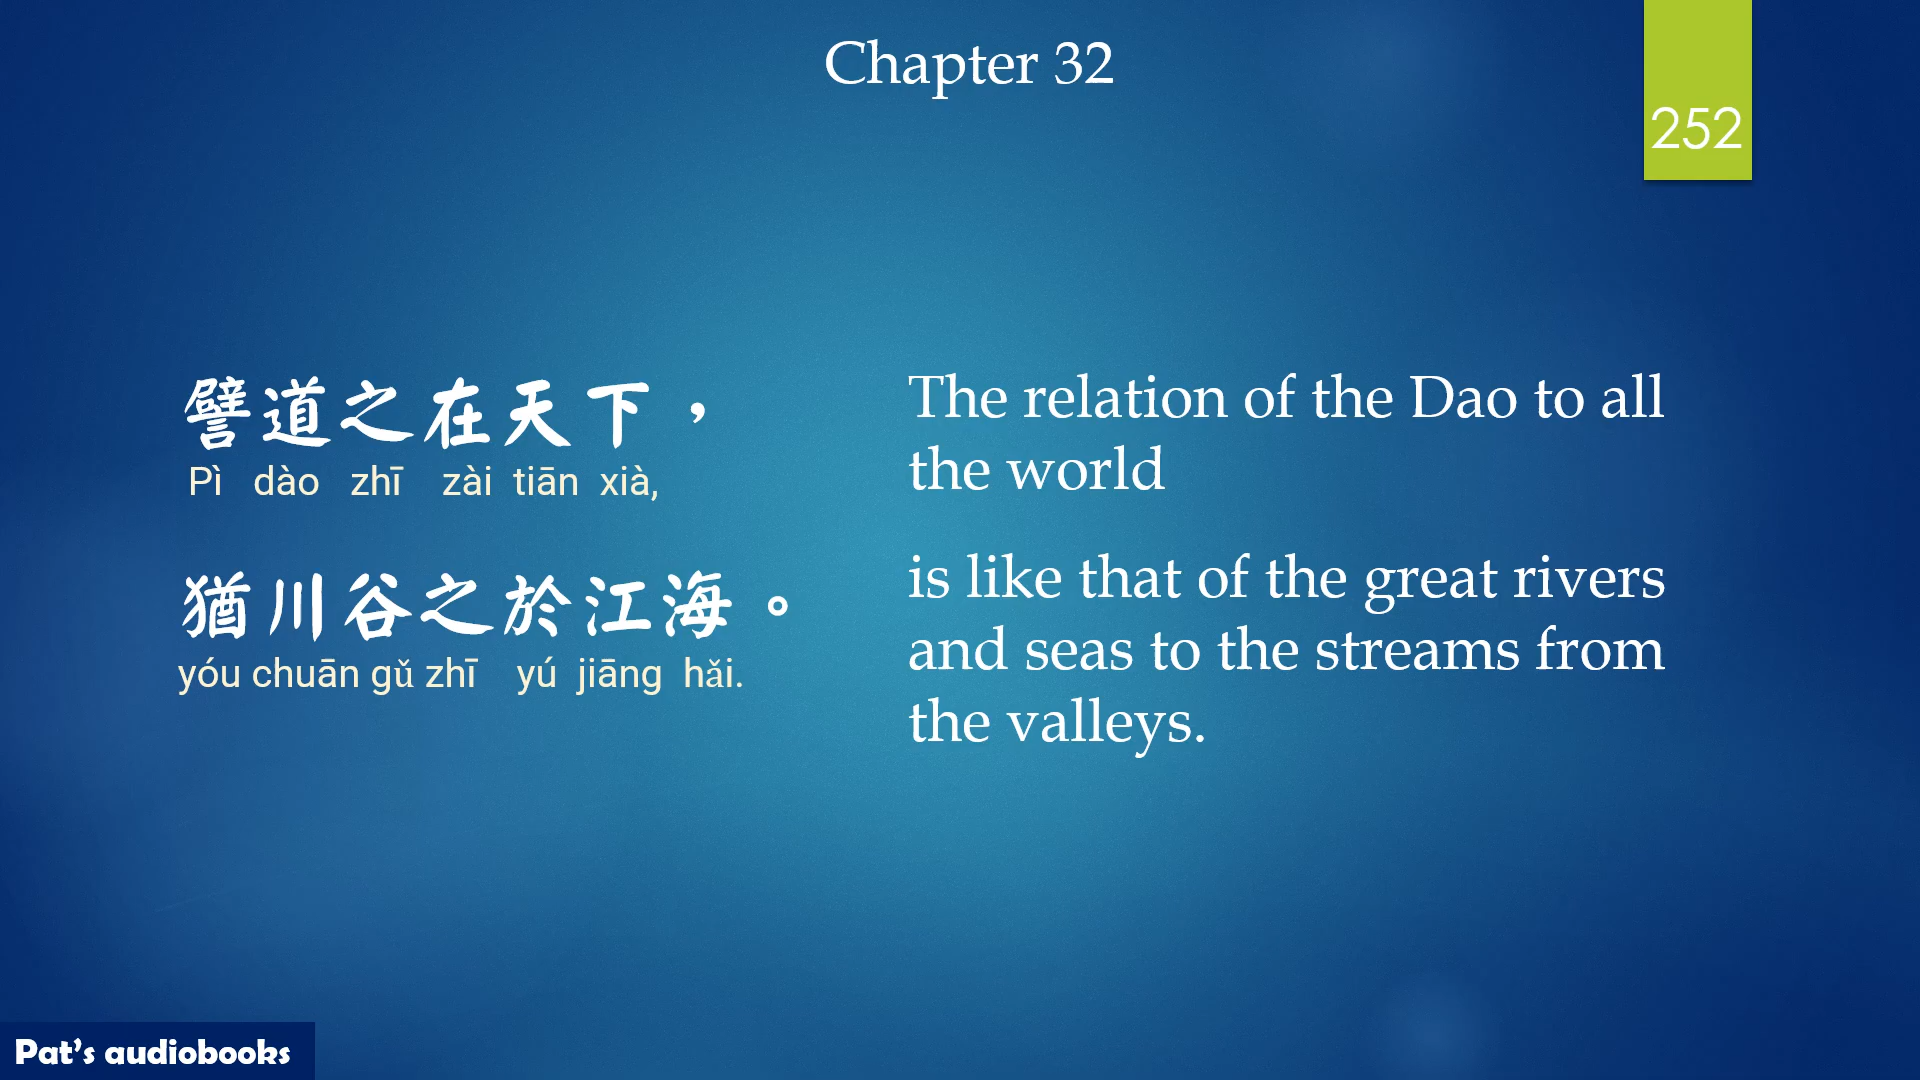 Chapter 32
252
譬道之在天下，
Pì dào zhī zài tiān xià,
猶川谷之於江海。
yóu chuān gǔ zhī yú jiāng hǎi.
The relation of the Dao to all
the world
is like that of the great rivers
and seas to the streams from
the valleys.
Pat's audiobooks